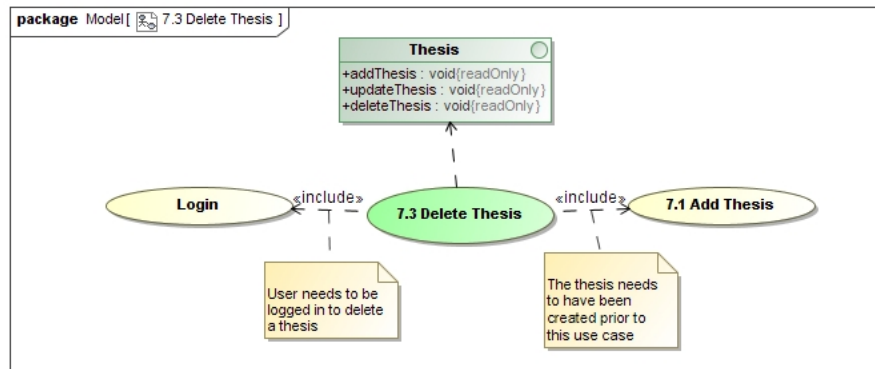 package Model [ 7.3 Delete Thesis ]
Thesis
+addThesis : void{readOnly}
+updateThesis : void{readOnly}
+deleteThesis : void{readOnly}
Login
«include»
7.3 Delete Thesis
«include»
7.1 Add Thesis
User needs to be
logged in to delete
a thesis
The thesis needs
to have been
created prior to
this use case